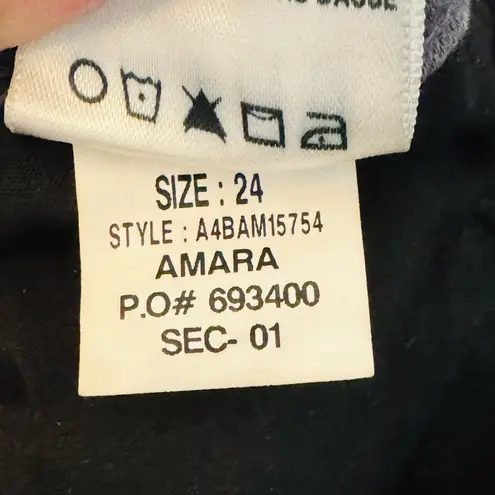 SIZE : 24
STYLE : A4BAM15754
AMARA
P.O# 693400
SEC- 01